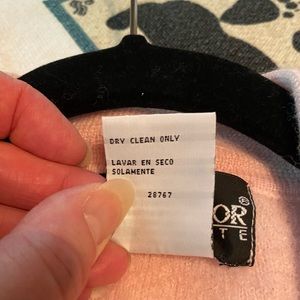 DRY CLEAN ONLY
LAVAR EN SECO
SOLAMENTE
28767